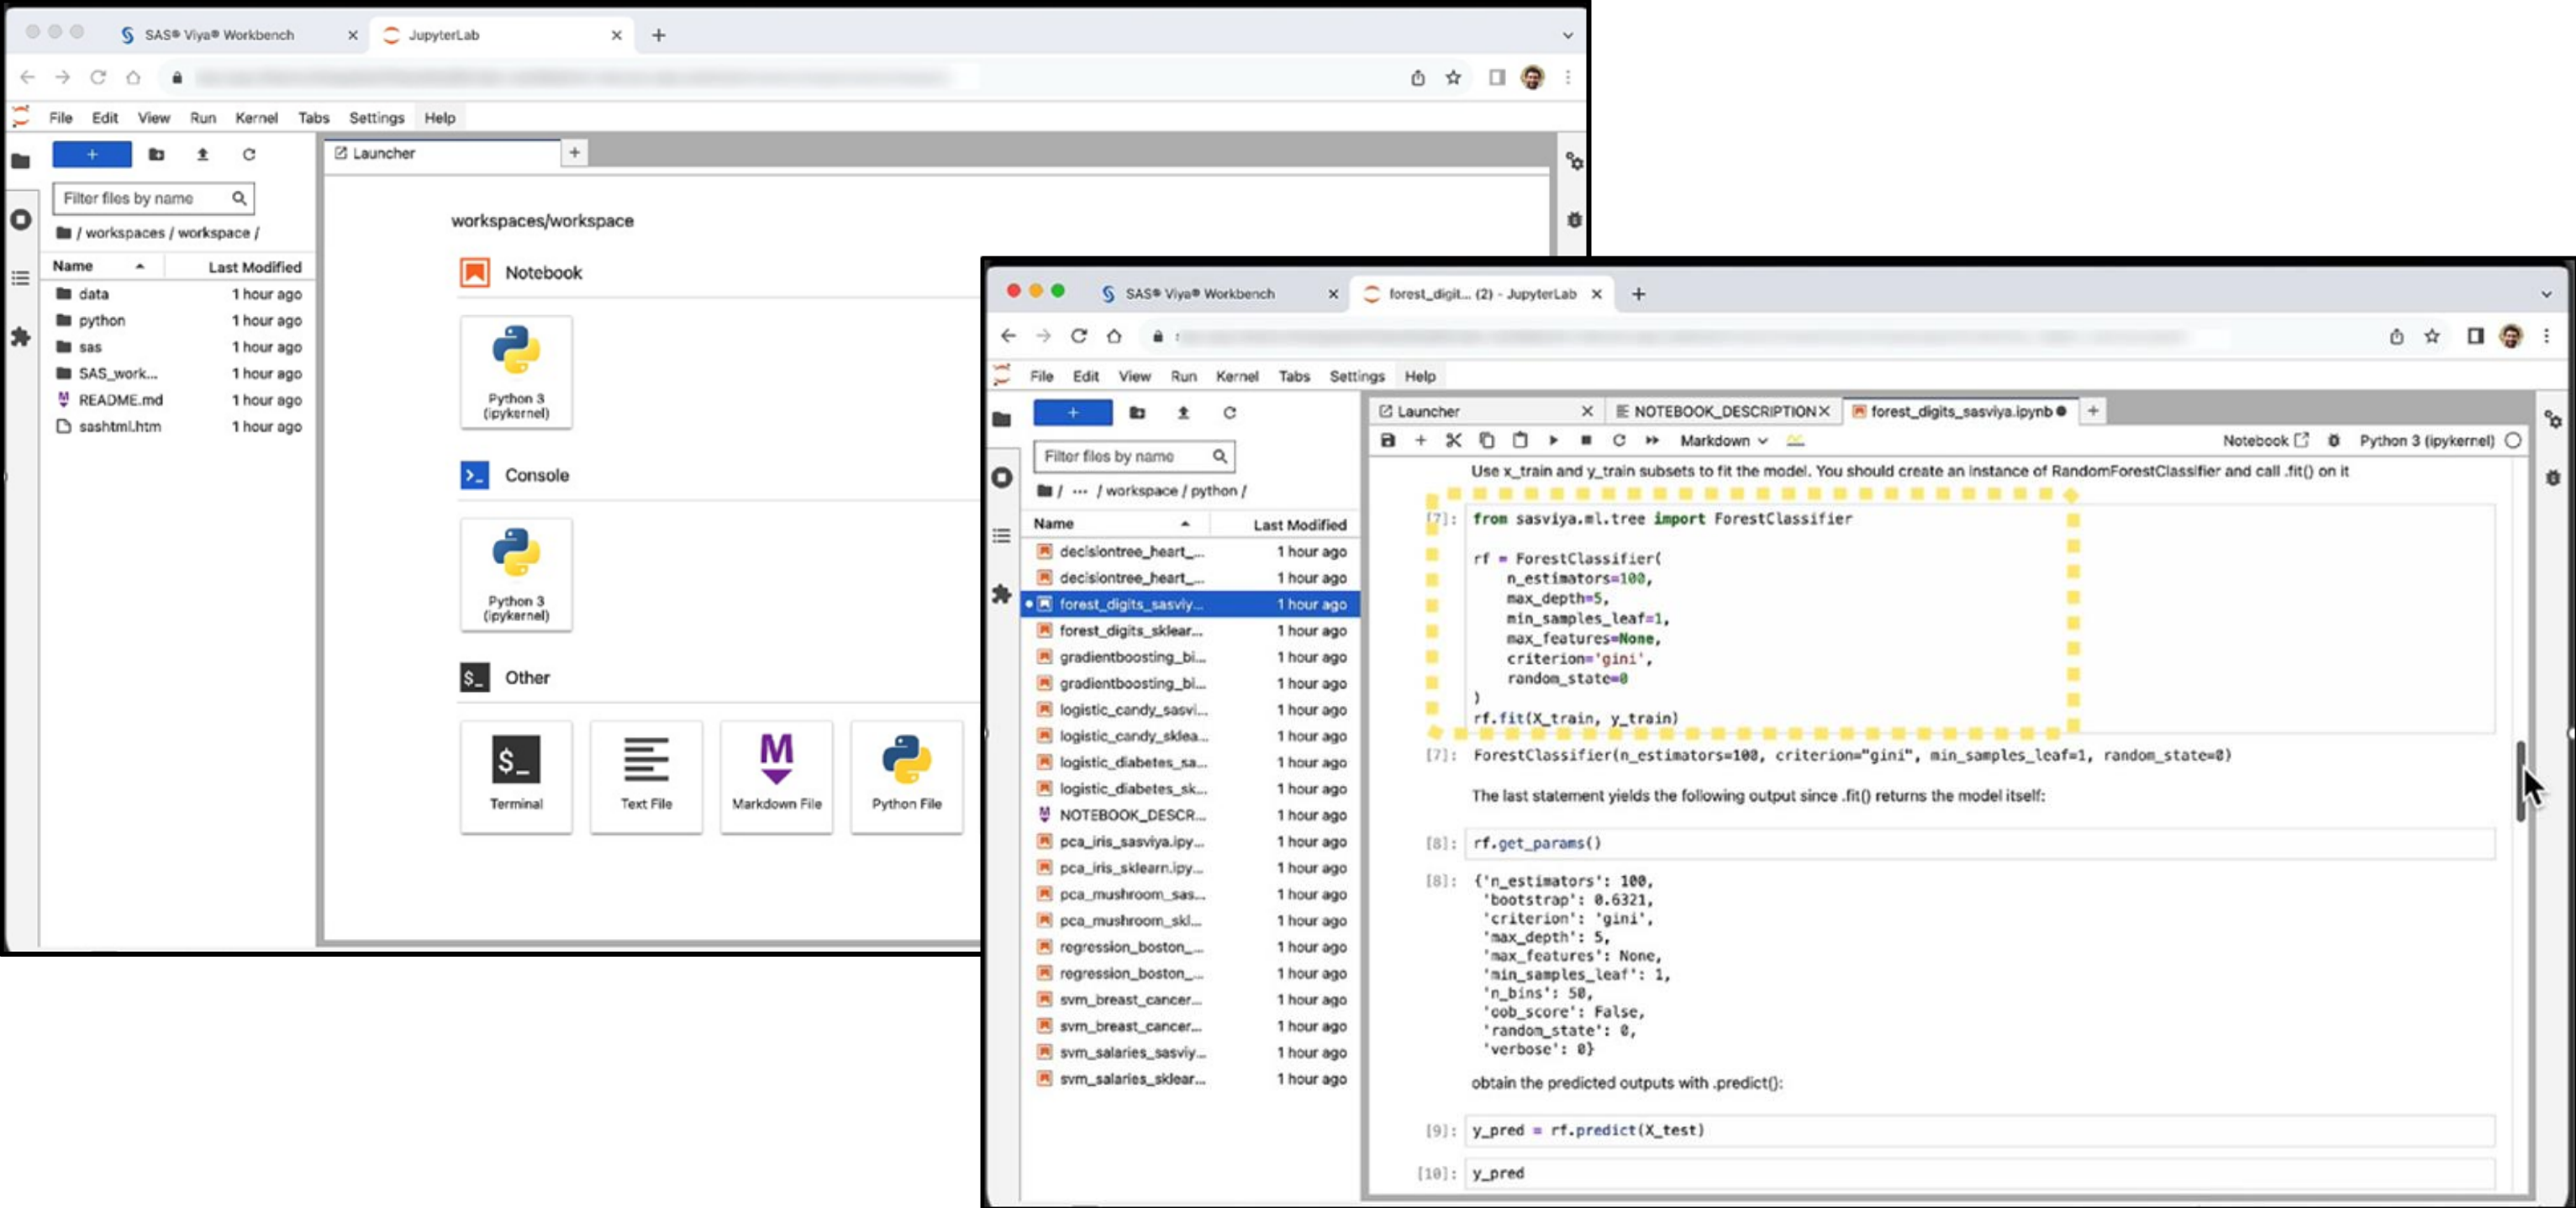 SAS® Viya® Workbench
JupyterLab
File Edit View Run Kernel Tabs Settings Help
+
Launcher
Filter files by name
/ workspaces / workspace /
Name Last Modified
data 1 hour ago
python 1 hour ago
sas 1 hour ago
SAS_work... 1 hour ago
README.md 1 hour ago
sashtml.htm 1 hour ago
workspaces/workspace
Notebook
Python 3
(ipykernel)
Console
Python 3
(ipykernel)
$_ Other
$_
Terminal
Text File
M
Markdown File
Python File
SAS® Viya® Workbench
forest_digit... (2) - JupyterLab
File Edit View Run Kernel Tabs Settings Help
+
Filter files by name
/ ··· / workspace / python /
Name Last Modified
decisiontree_heart_... 1 hour ago
decisiontree_heart_... 1 hour ago
forest_digits_sasviy... 1 hour ago
forest_digits_sklear... 1 hour ago
gradientboosting_bi... 1 hour ago
gradientboosting_bi... 1 hour ago
logistic_candy_sasvi... 1 hour ago
logistic_candy_sklea... 1 hour ago
logistic_diabetes_sa... 1 hour ago
logistic_diabetes_sk... 1 hour ago
NOTEBOOK_DESCR... 1 hour ago
pca_iris_sasviya.ipy... 1 hour ago
pca_iris_sklearn.ipy... 1 hour ago
pca_mushroom_sas... 1 hour ago
pca_mushroom_skl... 1 hour ago
regression_boston_... 1 hour ago
regression_boston_... 1 hour ago
svm_breast_cancer... 1 hour ago
svm_breast_cancer... 1 hour ago
svm_salaries_sasviy... 1 hour ago
svm_salaries_sklear... 1 hour ago
Launcher
NOTEBOOK_DESCRIPTION
forest_digits_sasviya.ipynb
Markdown
Notebook
Python 3 (ipykernel)
Use x_train and y_train subsets to fit the model. You should create an instance of RandomForestClassifier and call .fit() on it
[7]: from sasviya.ml.tree import ForestClassifier
rf = ForestClassifier(
n_estimators=100,
max_depth=5,
min_samples_leaf=1,
max_features=None,
criterion='gini',
random_state=0
)
rf.fit(X_train, y_train)
[7]: ForestClassifier(n_estimators=100, criterion="gini", min_samples_leaf=1, random_state=0)
The last statement yields the following output since .fit() returns the model itself:
[8]: rf.get_params()
[8]: {'n_estimators': 100,
'bootstrap': 0.6321,
'criterion': 'gini',
'max_depth': 5,
'max_features': None,
'min_samples_leaf': 1,
'n_bins': 50,
'oob_score': False,
'random_state': 0,
'verbose': 0}
obtain the predicted outputs with .predict():
[9]: y_pred = rf.predict(X_test)
[10]: y_pred